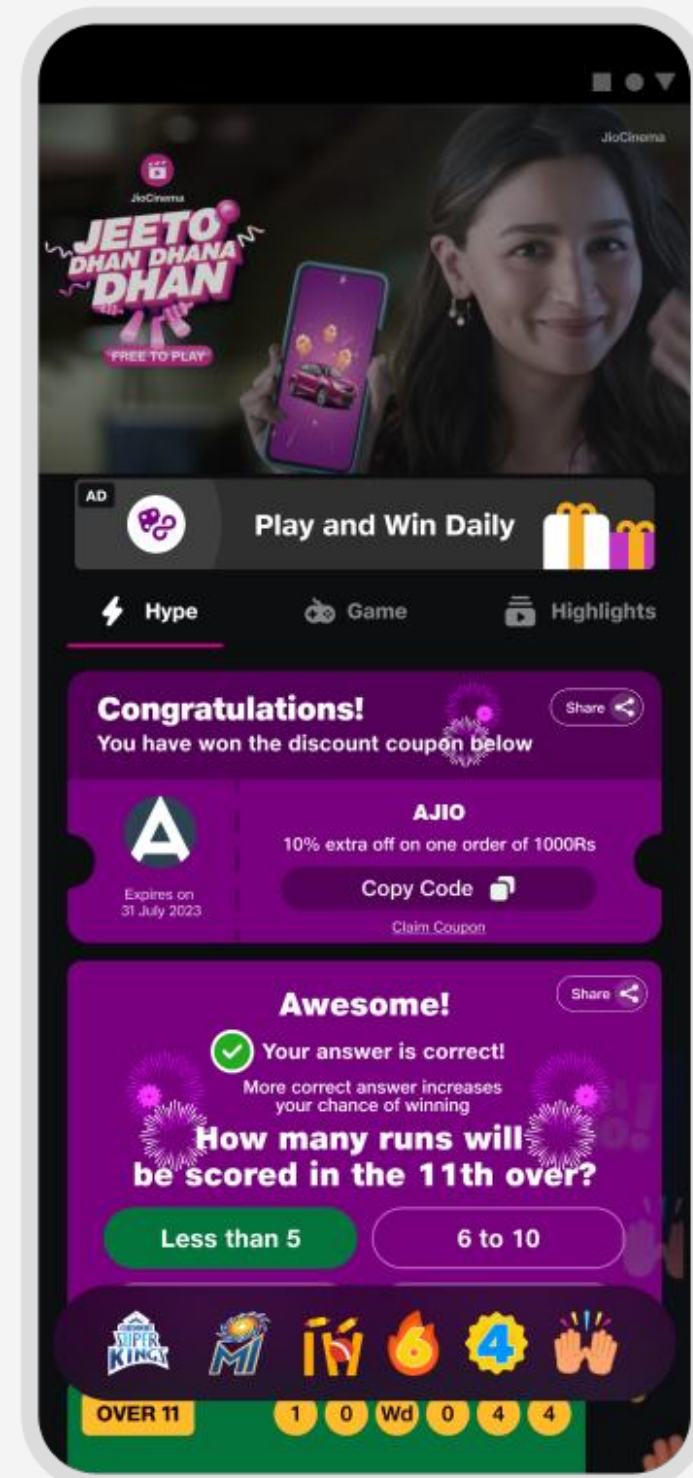 JioCinema
JioCinema
JEETO
DHAN DHANA
DHAN
FREE TO PLAY
AD
Play and Win Daily
Hype
Game
Highlights
Congratulations!
Share
You have won the discount coupon below
AJIO
10% extra off on one order of 1000Rs
Copy Code
Expires on
31 July 2023
Claim Coupon
Share
Awesome!
Your answer is correct!
More correct answer increases
your chance of winning
How many runs will
be scored in the 11th over?
Less than 5
6 to 10
SUPER
KINGS
MI
6
4
OVER 11
1 0 Wd 0 4 4